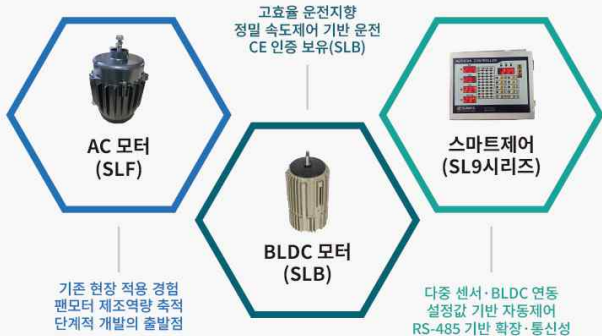 고효율 운전지향
정밀 속도제어 기반 운전
CE 인증 보유(SLB)
AC 모터
(SLF)
스마트제어
(SL9시리즈)
BLDC 모터
(SLB)
기존 현장 적용 경험
팬모터 제조역량 축적
단계적 개발의 출발점
다중 센서·BLDC 연동
설정값 기반 자동제어
RS-485 기반 확장·통신성